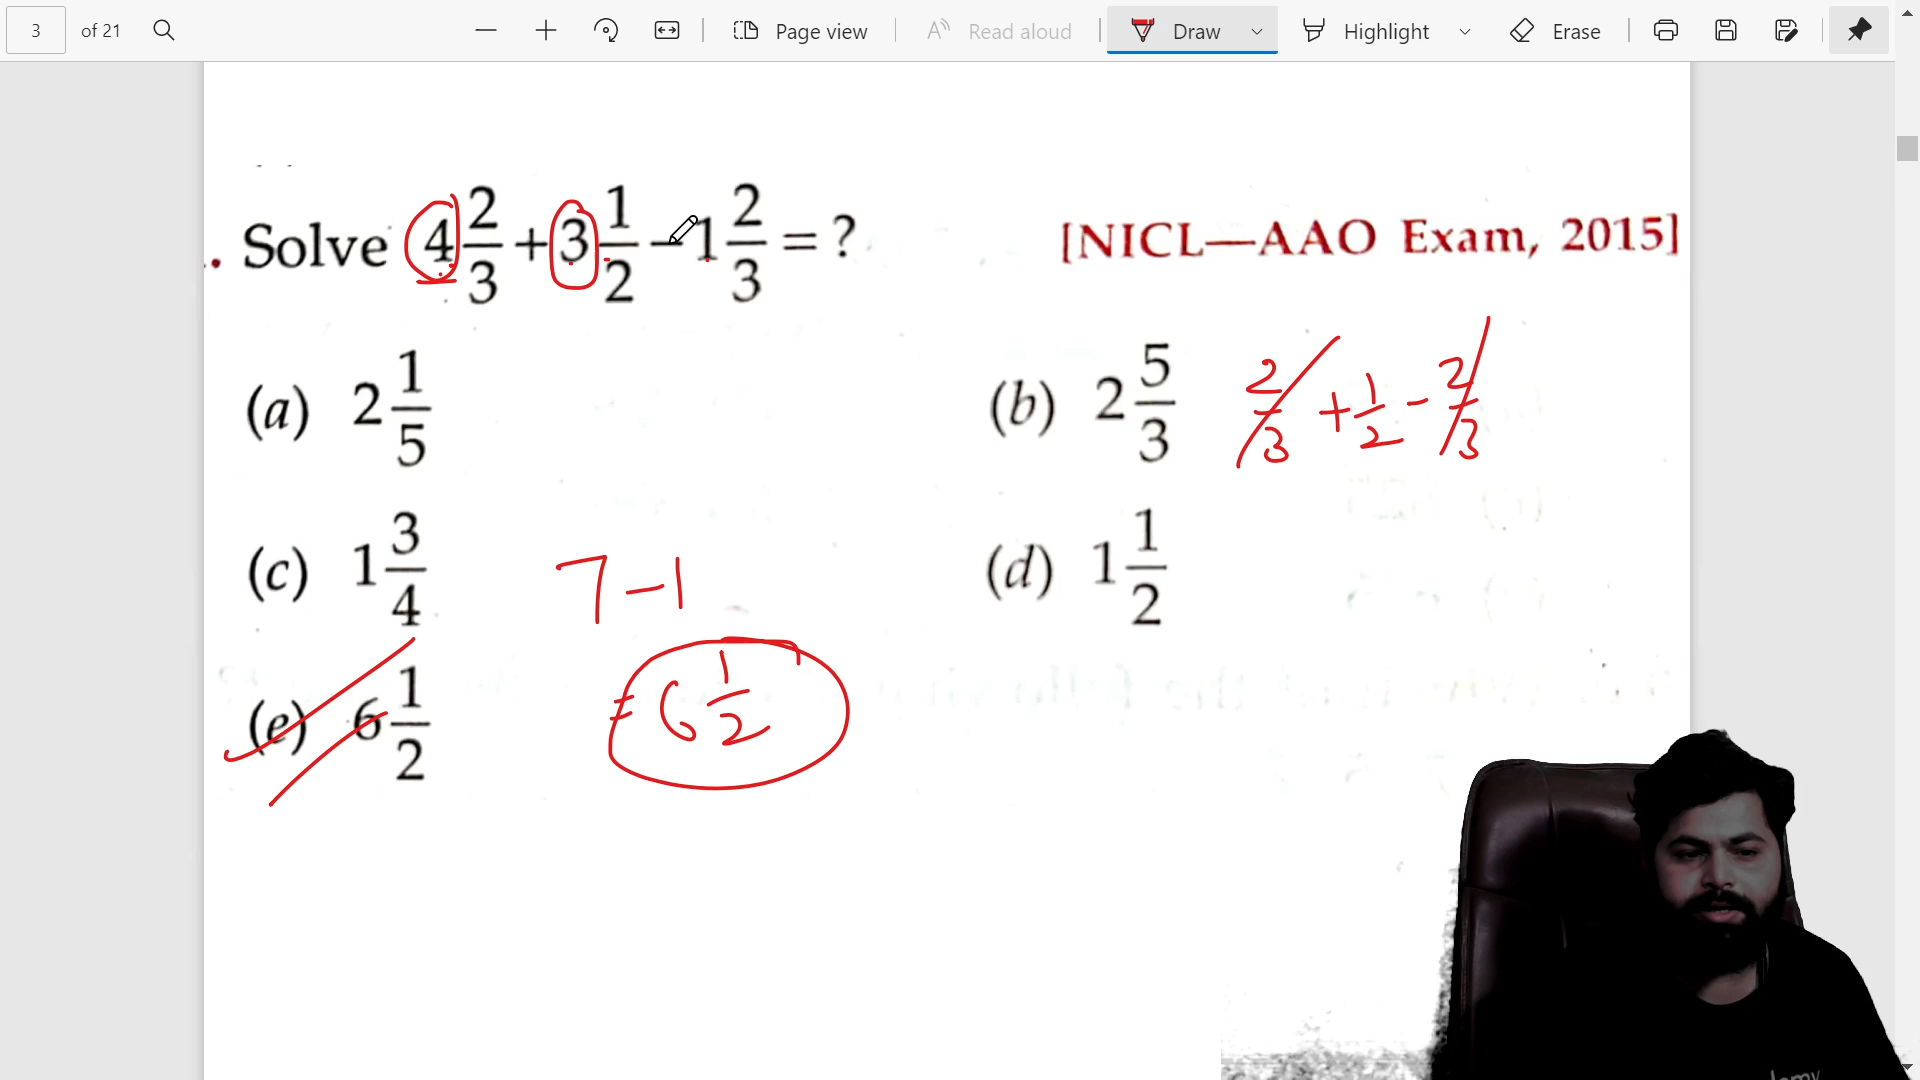 3 of 21 Page view Read aloud Draw Highlight Erase
. Solve 4 2/3 + 3 1/2 − 1 2/3 = ? [NICL—AAO Exam, 2015]
(a) 2 1/5 (b) 2 5/3 2/3 + 1/2 − 2/3
(c) 1 3/4 7 − 1 (d) 1 1/2
(e) 6 1/2 = 6 1/2